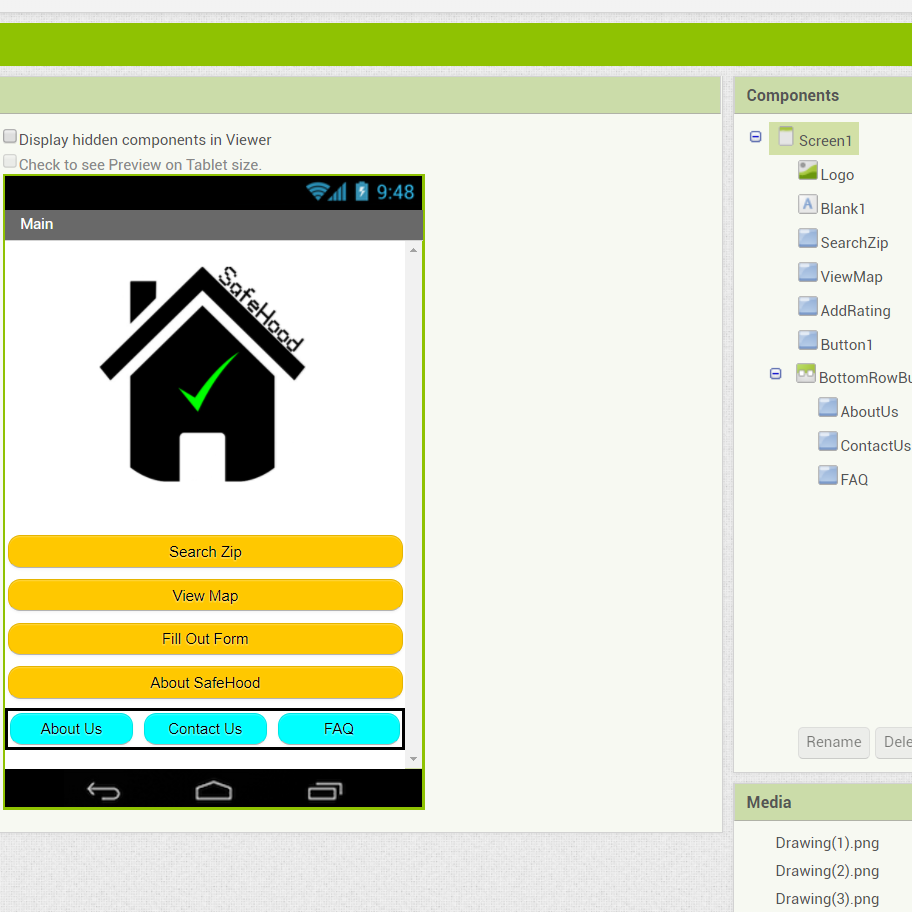 Components
Display hidden components in Viewer
Check to see Preview on Tablet size.
9:48
Main
SafeHood
Search Zip
View Map
Fill Out Form
About SafeHood
About Us
Contact Us
FAQ
Screen1
Logo
A Blank1
SearchZip
ViewMap
AddRating
Button1
BottomRowBu
AboutUs
ContactUs
FAQ
Rename
Dele
Media
Drawing(1).png
Drawing(2).png
Drawing(3).png